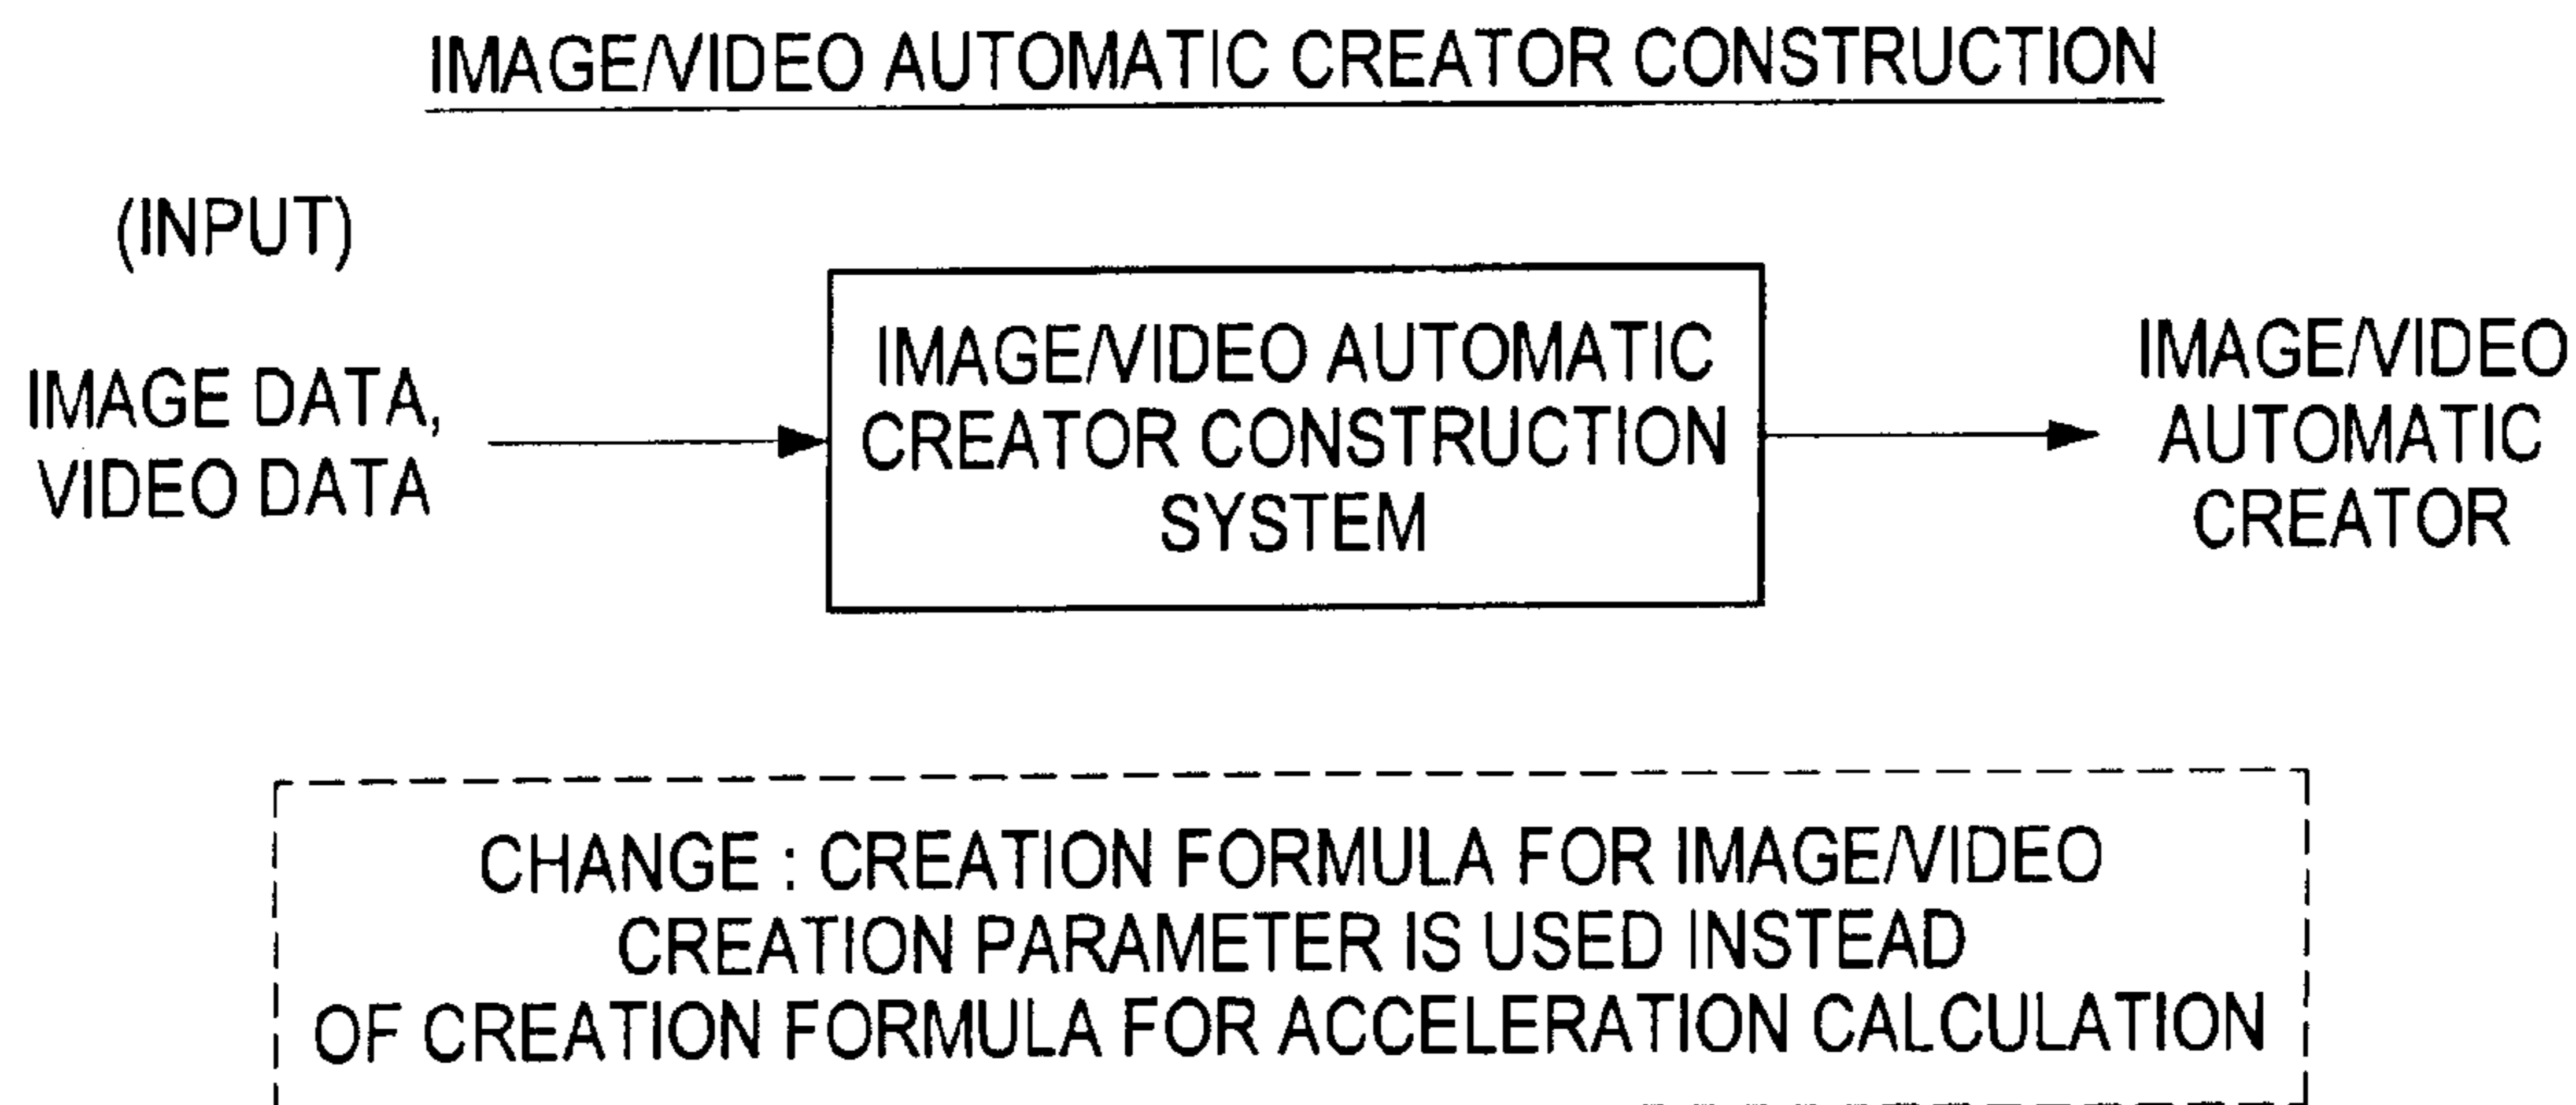 IMAGE/VIDEO AUTOMATIC CREATOR CONSTRUCTION
(INPUT)
IMAGE DATA,
VIDEO DATA
IMAGE/VIDEO AUTOMATIC
CREATOR CONSTRUCTION
SYSTEM
IMAGE/VIDEO
AUTOMATIC
CREATOR
CHANGE : CREATION FORMULA FOR IMAGE/VIDEO
CREATION PARAMETER IS USED INSTEAD
OF CREATION FORMULA FOR ACCELERATION CALCULATION